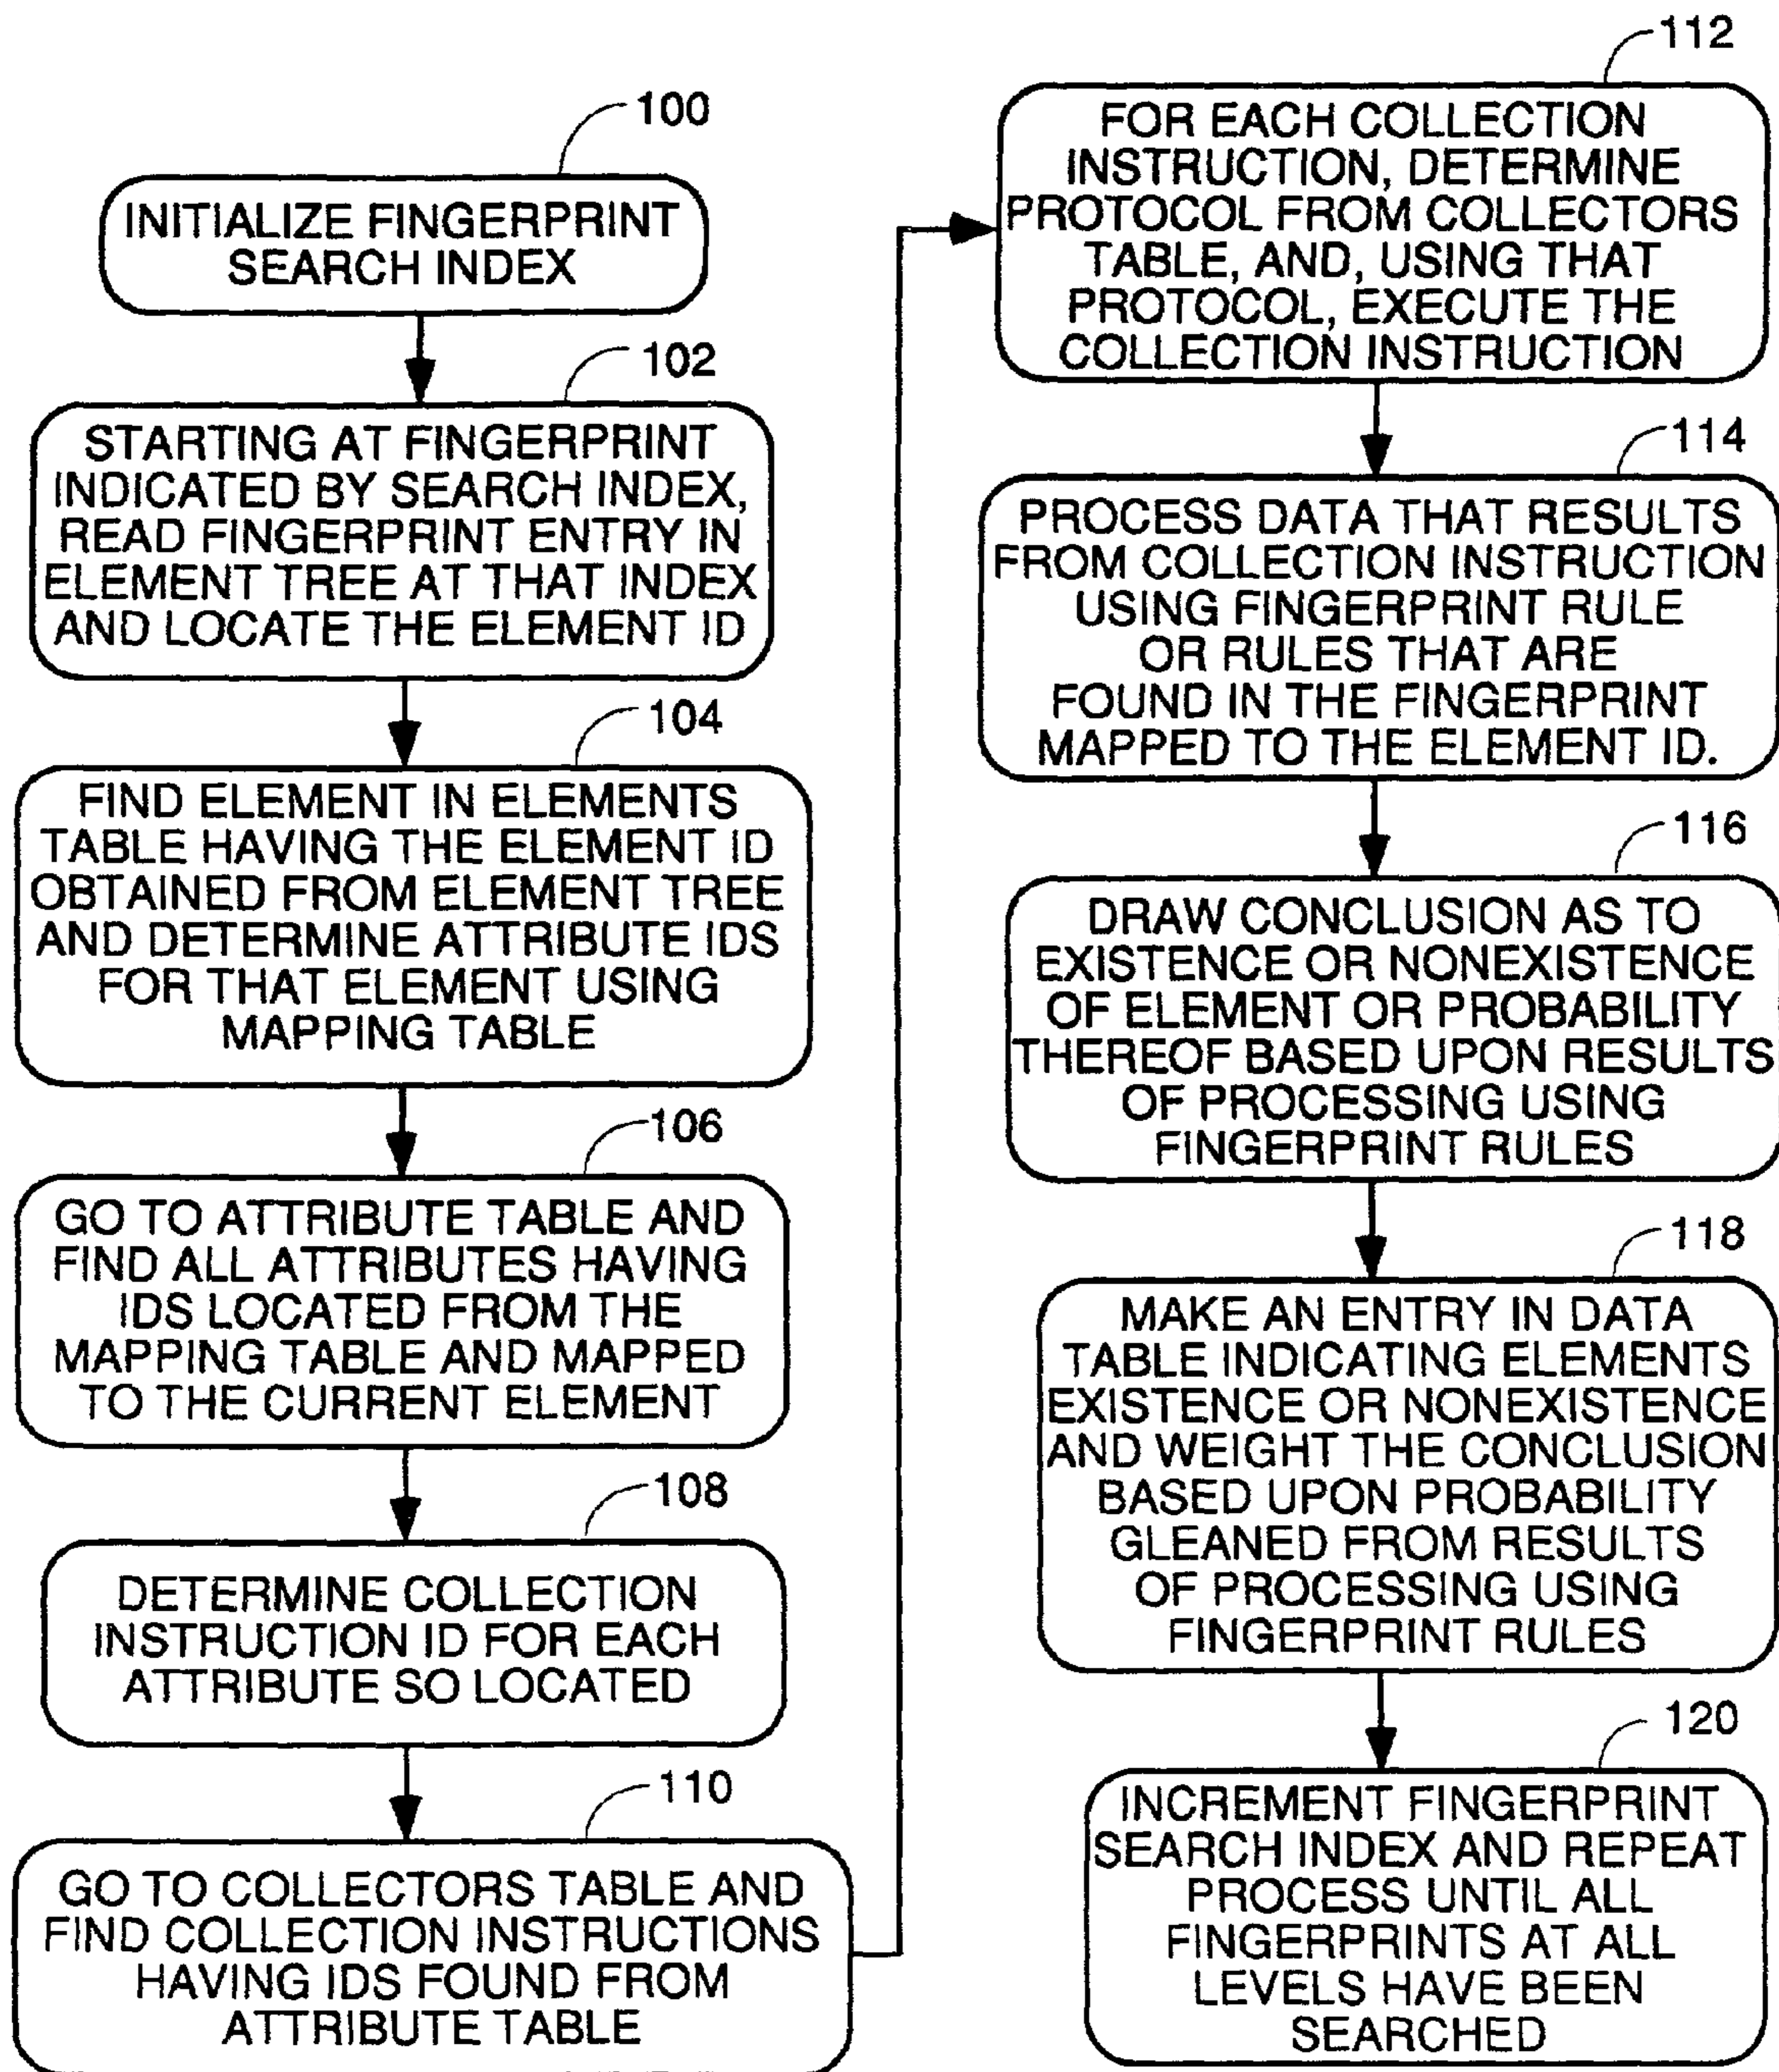 100
INITIALIZE FINGERPRINT
SEARCH INDEX
102
STARTING AT FINGERPRINT
INDICATED BY SEARCH INDEX,
READ FINGERPRINT ENTRY IN
ELEMENT TREE AT THAT INDEX
AND LOCATE THE ELEMENT ID
104
FIND ELEMENT IN ELEMENTS
TABLE HAVING THE ELEMENT ID
OBTAINED FROM ELEMENT TREE
AND DETERMINE ATTRIBUTE IDS
FOR THAT ELEMENT USING
MAPPING TABLE
106
GO TO ATTRIBUTE TABLE AND
FIND ALL ATTRIBUTES HAVING
IDS LOCATED FROM THE
MAPPING TABLE AND MAPPED
TO THE CURRENT ELEMENT
108
DETERMINE COLLECTION
INSTRUCTION ID FOR EACH
ATTRIBUTE SO LOCATED
110
GO TO COLLECTORS TABLE AND
FIND COLLECTION INSTRUCTIONS
HAVING IDS FOUND FROM
ATTRIBUTE TABLE
112
FOR EACH COLLECTION
INSTRUCTION, DETERMINE
PROTOCOL FROM COLLECTORS
TABLE, AND, USING THAT
PROTOCOL, EXECUTE THE
COLLECTION INSTRUCTION
114
PROCESS DATA THAT RESULTS
FROM COLLECTION INSTRUCTION
USING FINGERPRINT RULE
OR RULES THAT ARE
FOUND IN THE FINGERPRINT
MAPPED TO THE ELEMENT ID.
116
DRAW CONCLUSION AS TO
EXISTENCE OR NONEXISTENCE
OF ELEMENT OR PROBABILITY
THEREOF BASED UPON RESULTS
OF PROCESSING USING
FINGERPRINT RULES
118
MAKE AN ENTRY IN DATA
TABLE INDICATING ELEMENTS
EXISTENCE OR NONEXISTENCE
AND WEIGHT THE CONCLUSION
BASED UPON PROBABILITY
GLEANED FROM RESULTS
OF PROCESSING USING
FINGERPRINT RULES
120
INCREMENT FINGERPRINT
SEARCH INDEX AND REPEAT
PROCESS UNTIL ALL
FINGERPRINTS AT ALL
LEVELS HAVE BEEN
SEARCHED